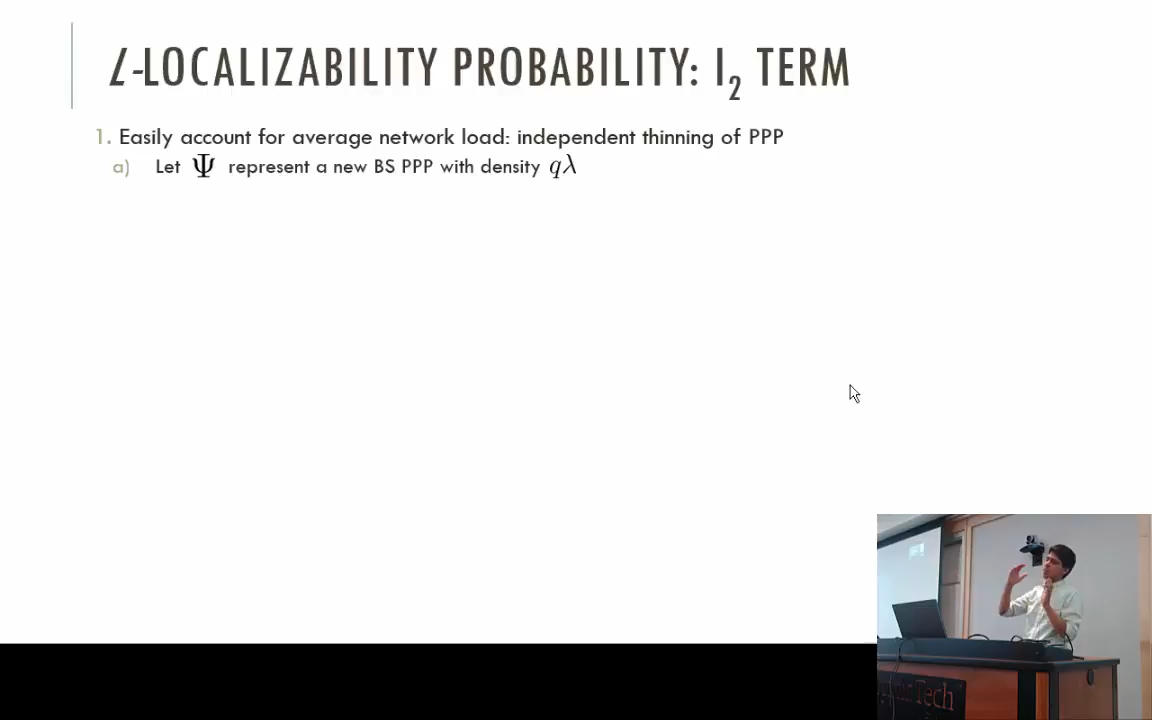 L-LOCALIZABILITY PROBABILITY: I₂ TERM
1. Easily account for average network load: independent thinning of PPP
a) Let Ψ represent a new BS PPP with density qλ
Tech